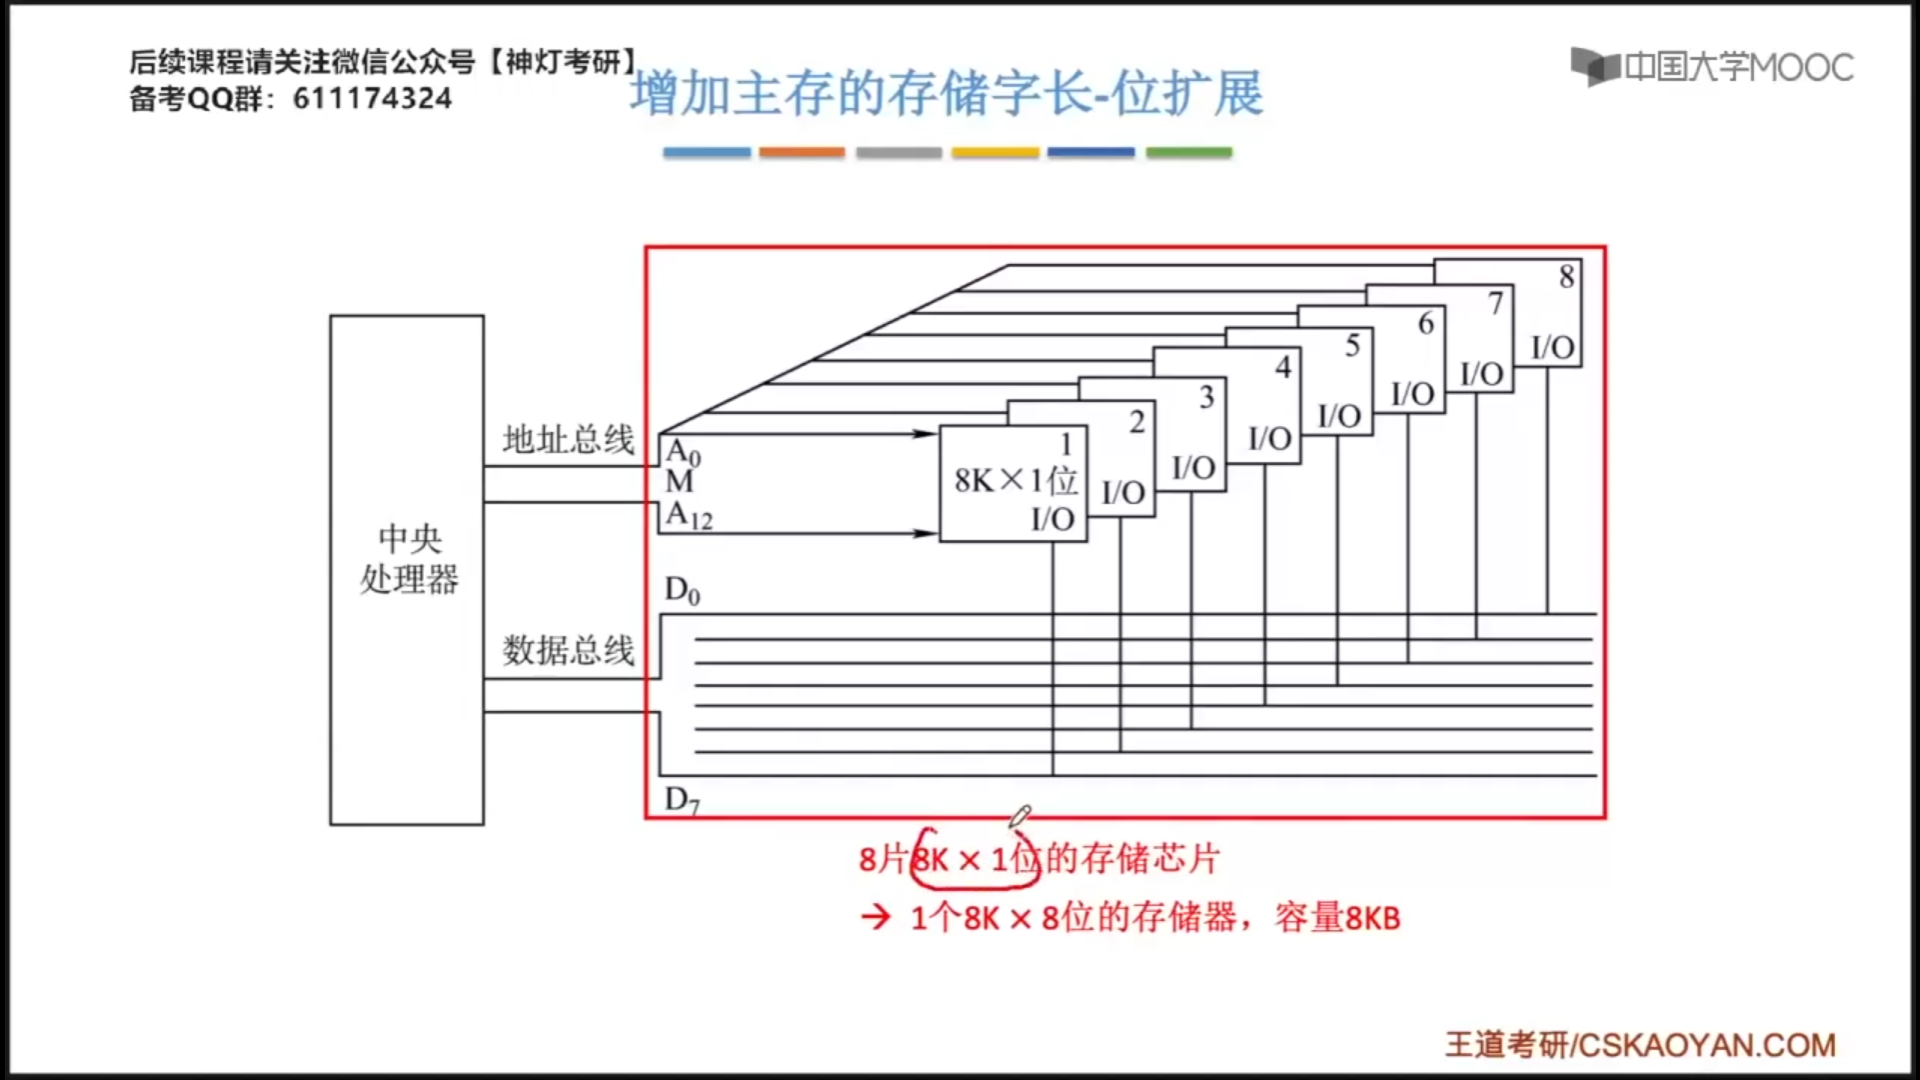 后续课程请关注微信公众号【神灯考研】
备考QQ群：611174324
中国大学MOOC
增加主存的存储字长-位扩展
中央
处理器
地址总线
数据总线
A0
M
A12
D0
D7
1
8K×1位
I/O
2
I/O
3
I/O
4
I/O
5
I/O
6
I/O
7
I/O
8
I/O
8片8K × 1位的存储芯片
→ 1个8K × 8位的存储器，容量8KB
王道考研/CSKAOYAN.COM